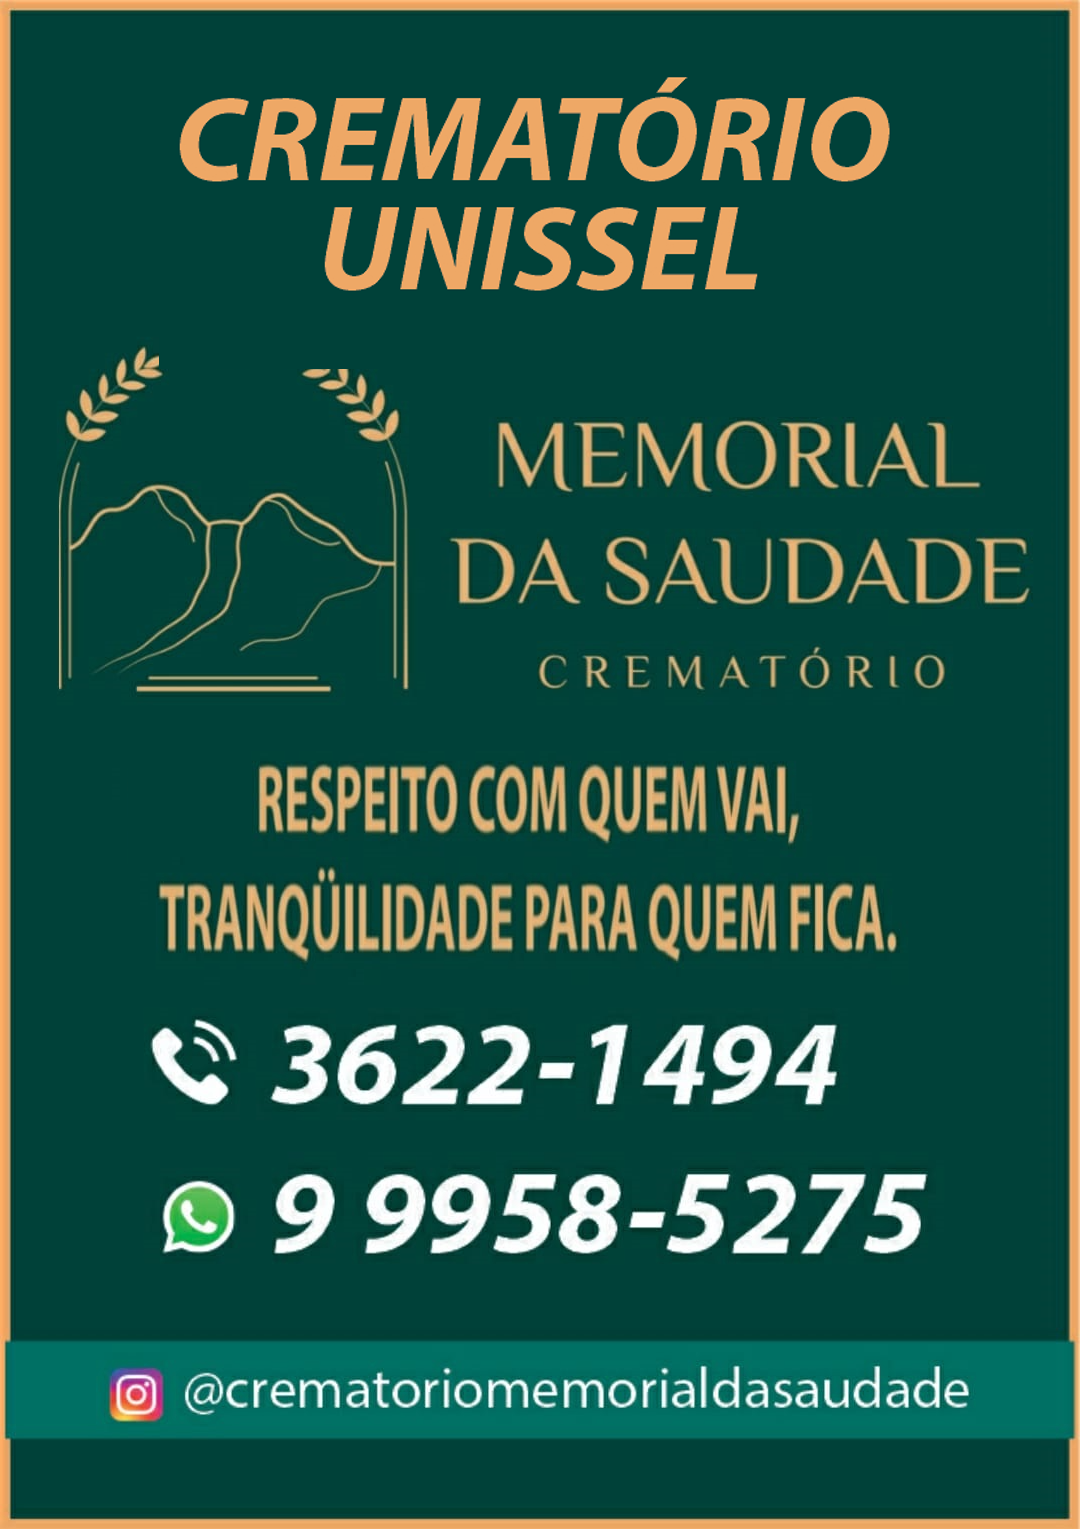 CREMATÓRIO
UNISSEL
MEMORIAL
DA SAUDADE
CREMATÓRIO
RESPEITO COM QUEM VAI,
TRANQÜILIDADE PARA QUEM FICA.
3622-1494
9 9958-5275
@crematoriomemorialdasaudade